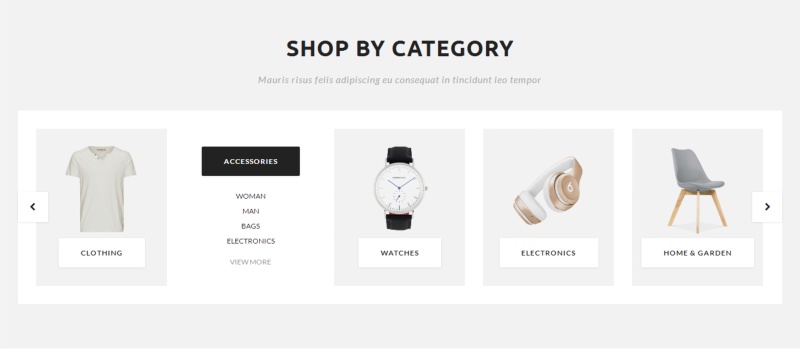 SHOP BY CATEGORY
Mauris risus felis adipiscing eu consequat in tincidunt leo tempor
CLOTHING
ACCESSORIES
WOMAN
MAN
BAGS
ELECTRONICS
VIEW MORE
WATCHES
ELECTRONICS
HOME & GARDEN